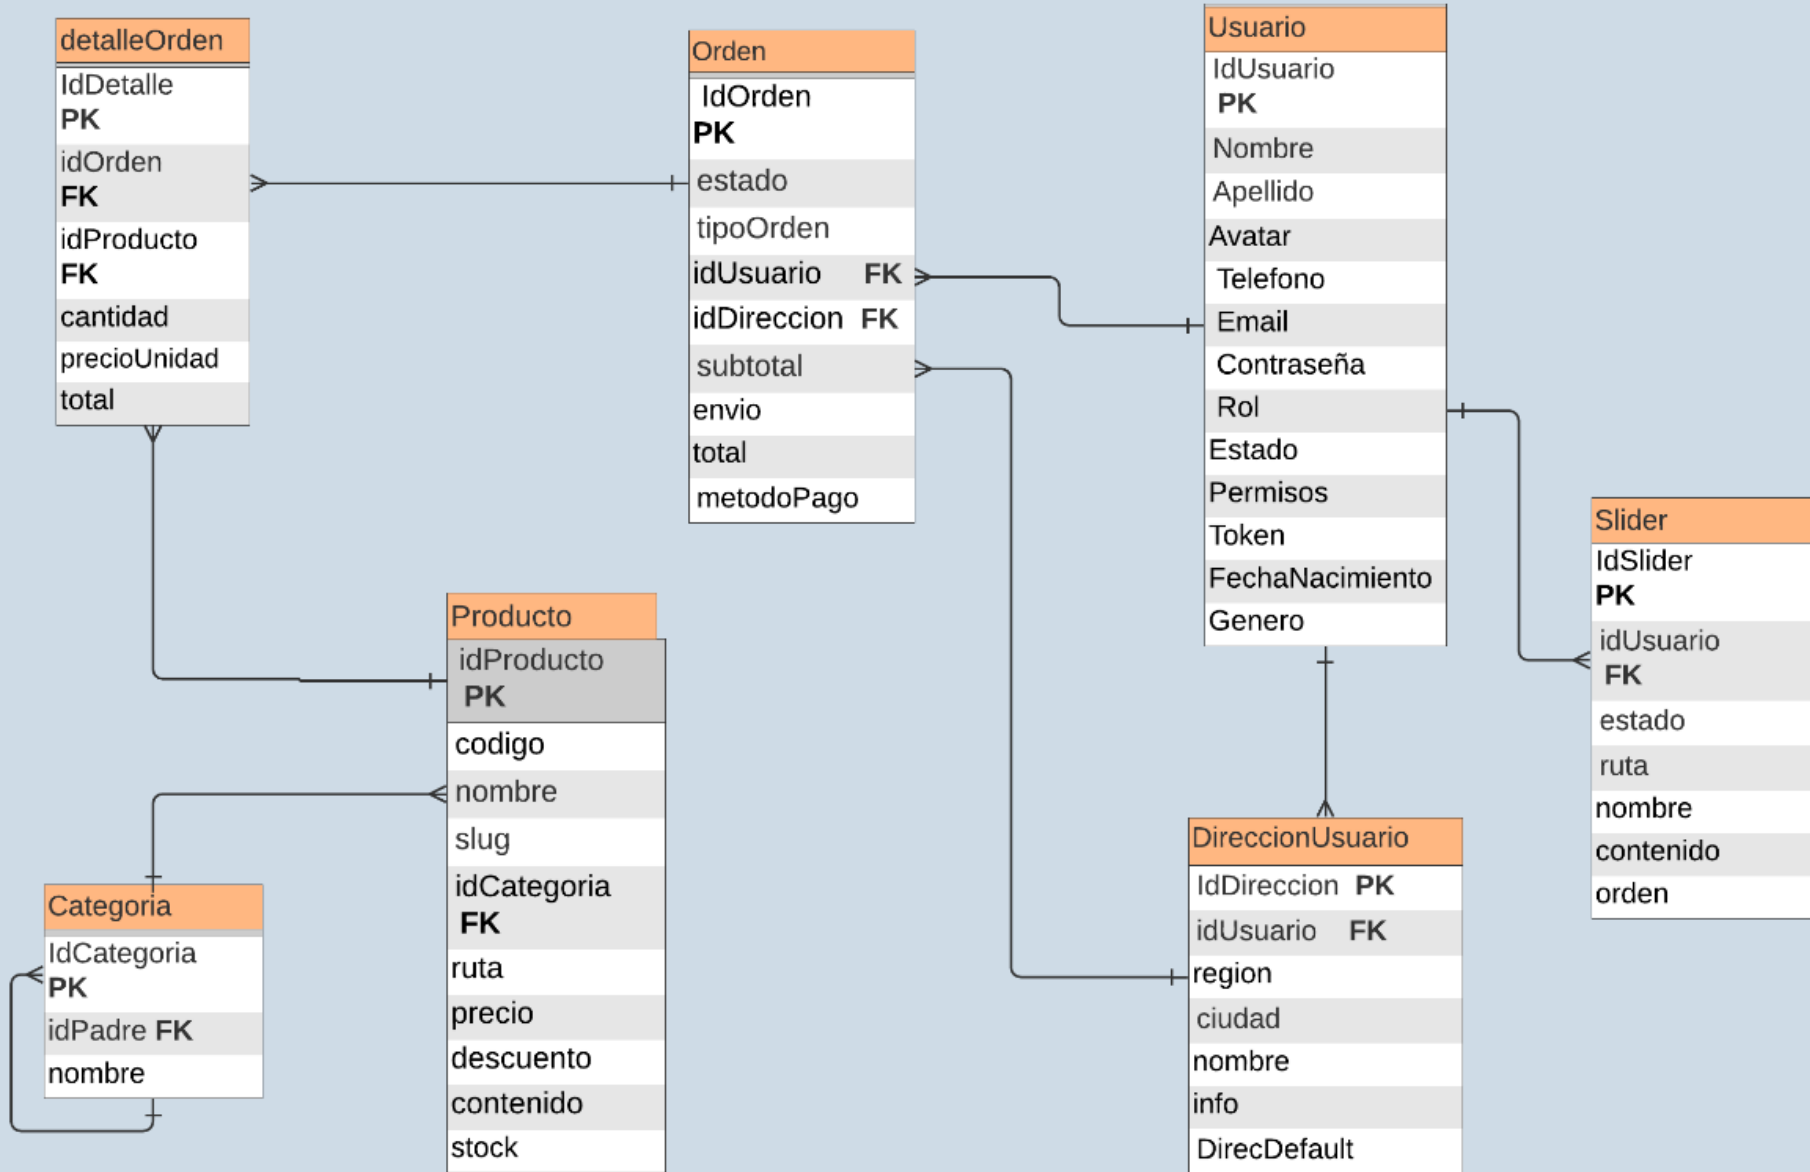 detalleOrden
IdDetalle
PK
idOrden
FK
idProducto
FK
cantidad
precioUnidad
total
Orden
IdOrden
PK
estado
tipoOrden
idUsuario FK
idDireccion FK
subtotal
envio
total
metodoPago
Usuario
IdUsuario
PK
Nombre
Apellido
Avatar
Telefono
Email
Contraseña
Rol
Estado
Permisos
Token
FechaNacimiento
Genero
Slider
IdSlider
PK
idUsuario
FK
estado
ruta
nombre
contenido
orden
Producto
idProducto
PK
codigo
nombre
slug
idCategoria
FK
ruta
precio
descuento
contenido
stock
Categoria
IdCategoria
PK
idPadre FK
nombre
DireccionUsuario
IdDireccion PK
idUsuario FK
region
ciudad
nombre
info
DirecDefault